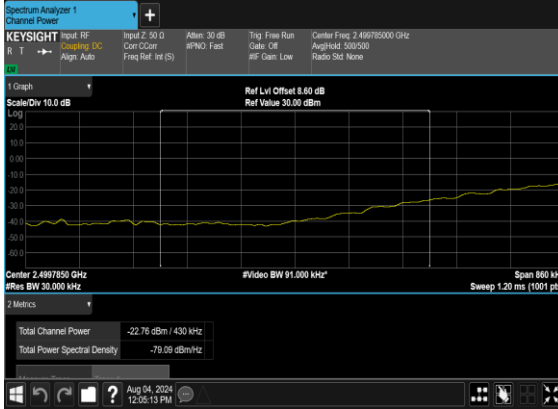 Spectrum Analyzer 1
Channel Power
+
KEYSIGHT
R T
LXI
Input: RF
Coupling: DC
Align: Auto
Input Z: 50 Ω
Corr CCorr
Freq Ref: Int (S)
Atten: 30 dB
#PNO: Fast
Trig: Free Run
Gate: Off
#IF Gain: Low
Center Freq: 2.499785000 GHz
Avg|Hold: 500/500
Radio Std: None
1 Graph
Scale/Div 10.0 dB
Ref Lvl Offset 8.60 dB
Ref Value 30.00 dBm
Log
20.0
10.0
0.00
-10.0
-20.0
-30.0
-40.0
-50.0
-60.0
Center 2.4997850 GHz
#Res BW 30.000 kHz
#Video BW 91.000 kHz*
Span 860 kH
Sweep 1.20 ms (1001 pts
2 Metrics
Total Channel Power -22.76 dBm / 430 kHz
Total Power Spectral Density -79.09 dBm/Hz
?
Aug 04, 2024
12:05:13 PM